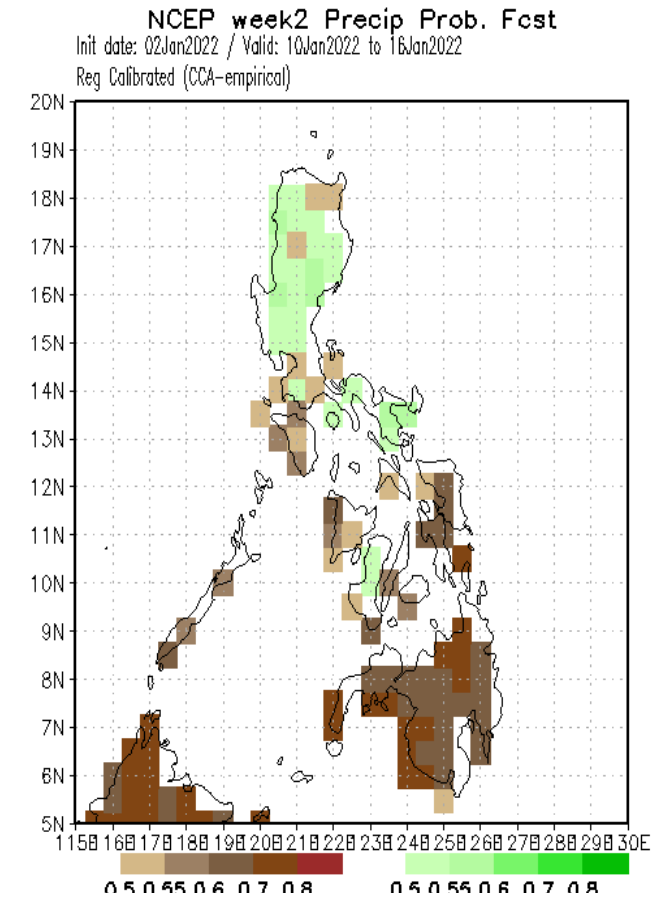 NCEP week2 Precip Prob. Fcst
Init date: 02Jan2022 / Valid: 10Jan2022 to 16Jan2022
Reg Calibrated (CCA-empirical)
20N
19N
18N
17N
16N
15N
14N
13N
12N
11N
10N
9N
8N
7N
6N
5N
115E 116E 117E 118E 119E 120E 121E 122E 123E 124E 125E 126E 127E 128E 129E 130E
0.5 0.55 0.6 0.7 0.8 0.5 0.55 0.6 0.7 0.8